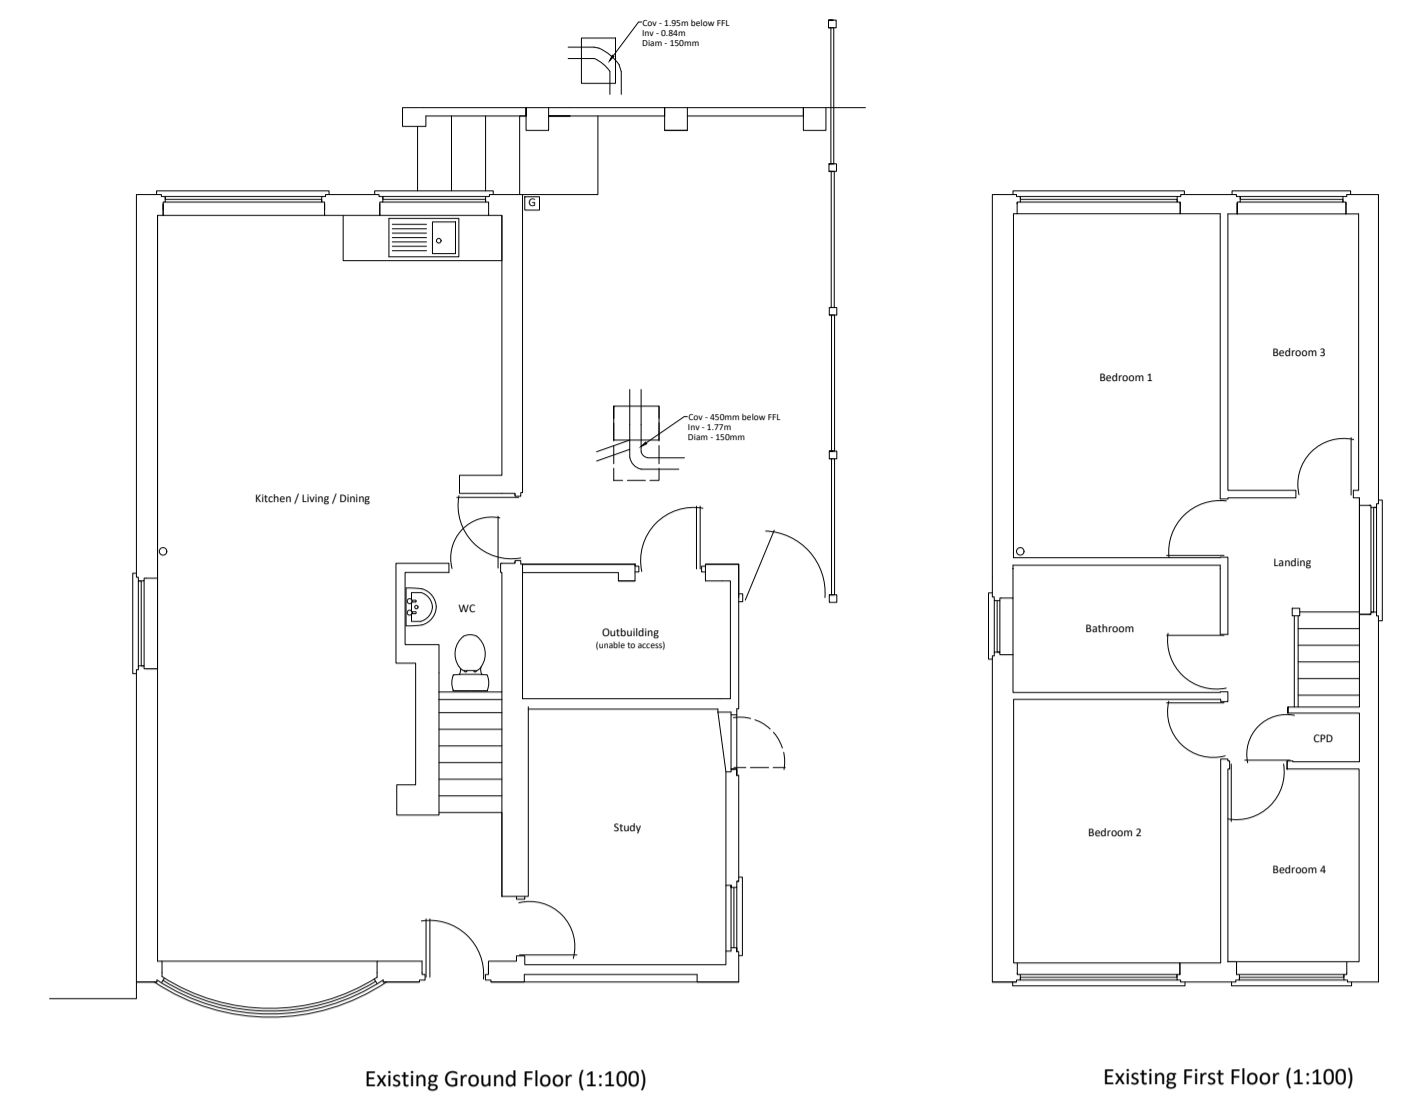 Cov - 1.95m below FFL
Inv - 0.84m
Diam - 150mm
G
Cov - 450mm below FFL
Inv - 1.77m
Diam - 150mm
Kitchen / Living / Dining
WC
Outbuilding
(unable to access)
Study
Existing Ground Floor (1:100)
Bedroom 1
Bedroom 3
Landing
Bathroom
CPD
Bedroom 2
Bedroom 4
Existing First Floor (1:100)